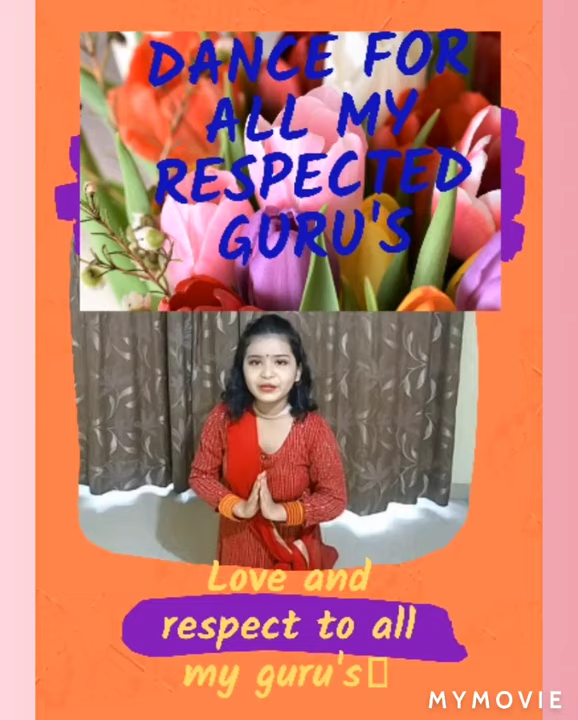 DANCE FOR
ALL MY
RESPECTED
GURU'S
Love and
respect to all
my guru's
MYMOVIE